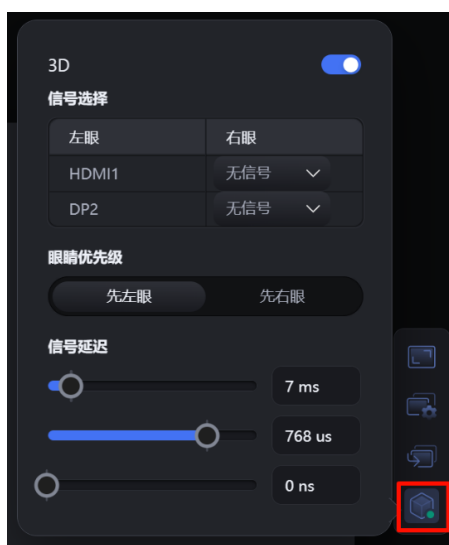 3D
信号选择
左眼 右眼
HDMI1 无信号
DP2 无信号
眼睛优先级
先左眼 先右眼
信号延迟
7 ms
768 us
0 ns